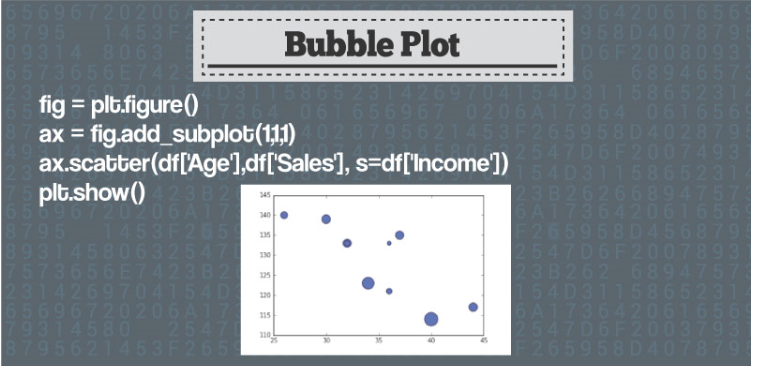 Bubble Plot
fig = plt.figure()
ax = fig.add_subplot(1,1,1)
ax.scatter(df['Age'],df['Sales'], s=df['Income'])
plt.show()
145
140
135
130
125
120
115
110
25 30 35 40 45